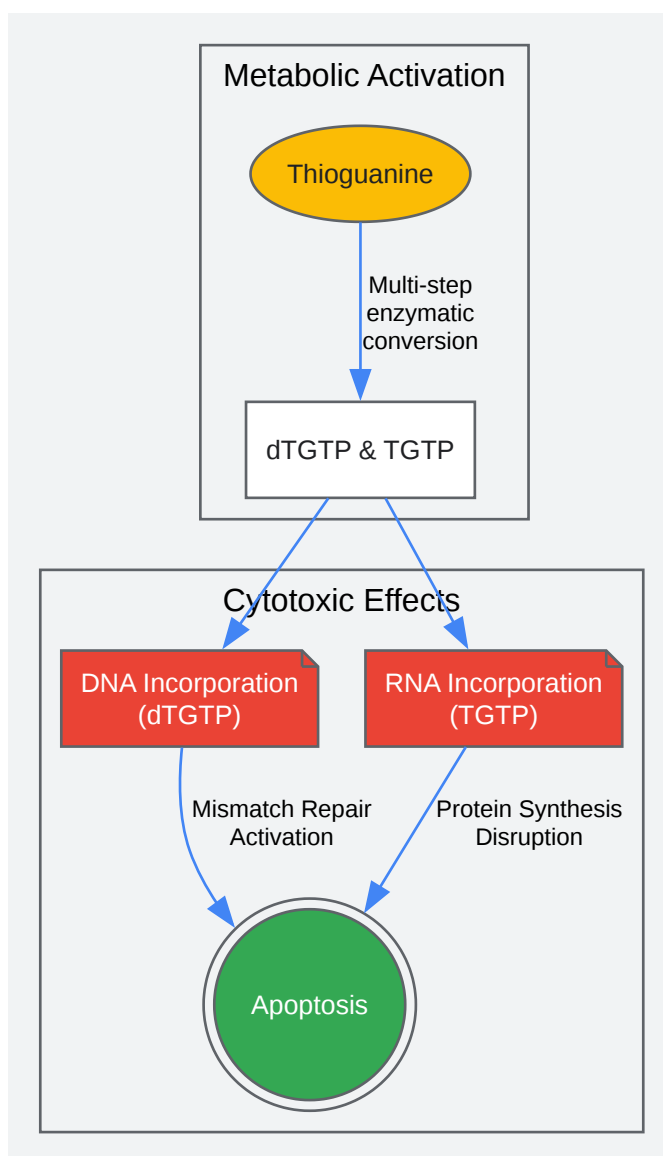 Metabolic Activation
Thioguanine
Multi-step
enzymatic
conversion
dTGTP & TGTP
Cytotoxic Effects
DNA Incorporation
(dTGTP)
RNA Incorporation
(TGTP)
Mismatch Repair
Activation
Protein Synthesis
Disruption
Apoptosis